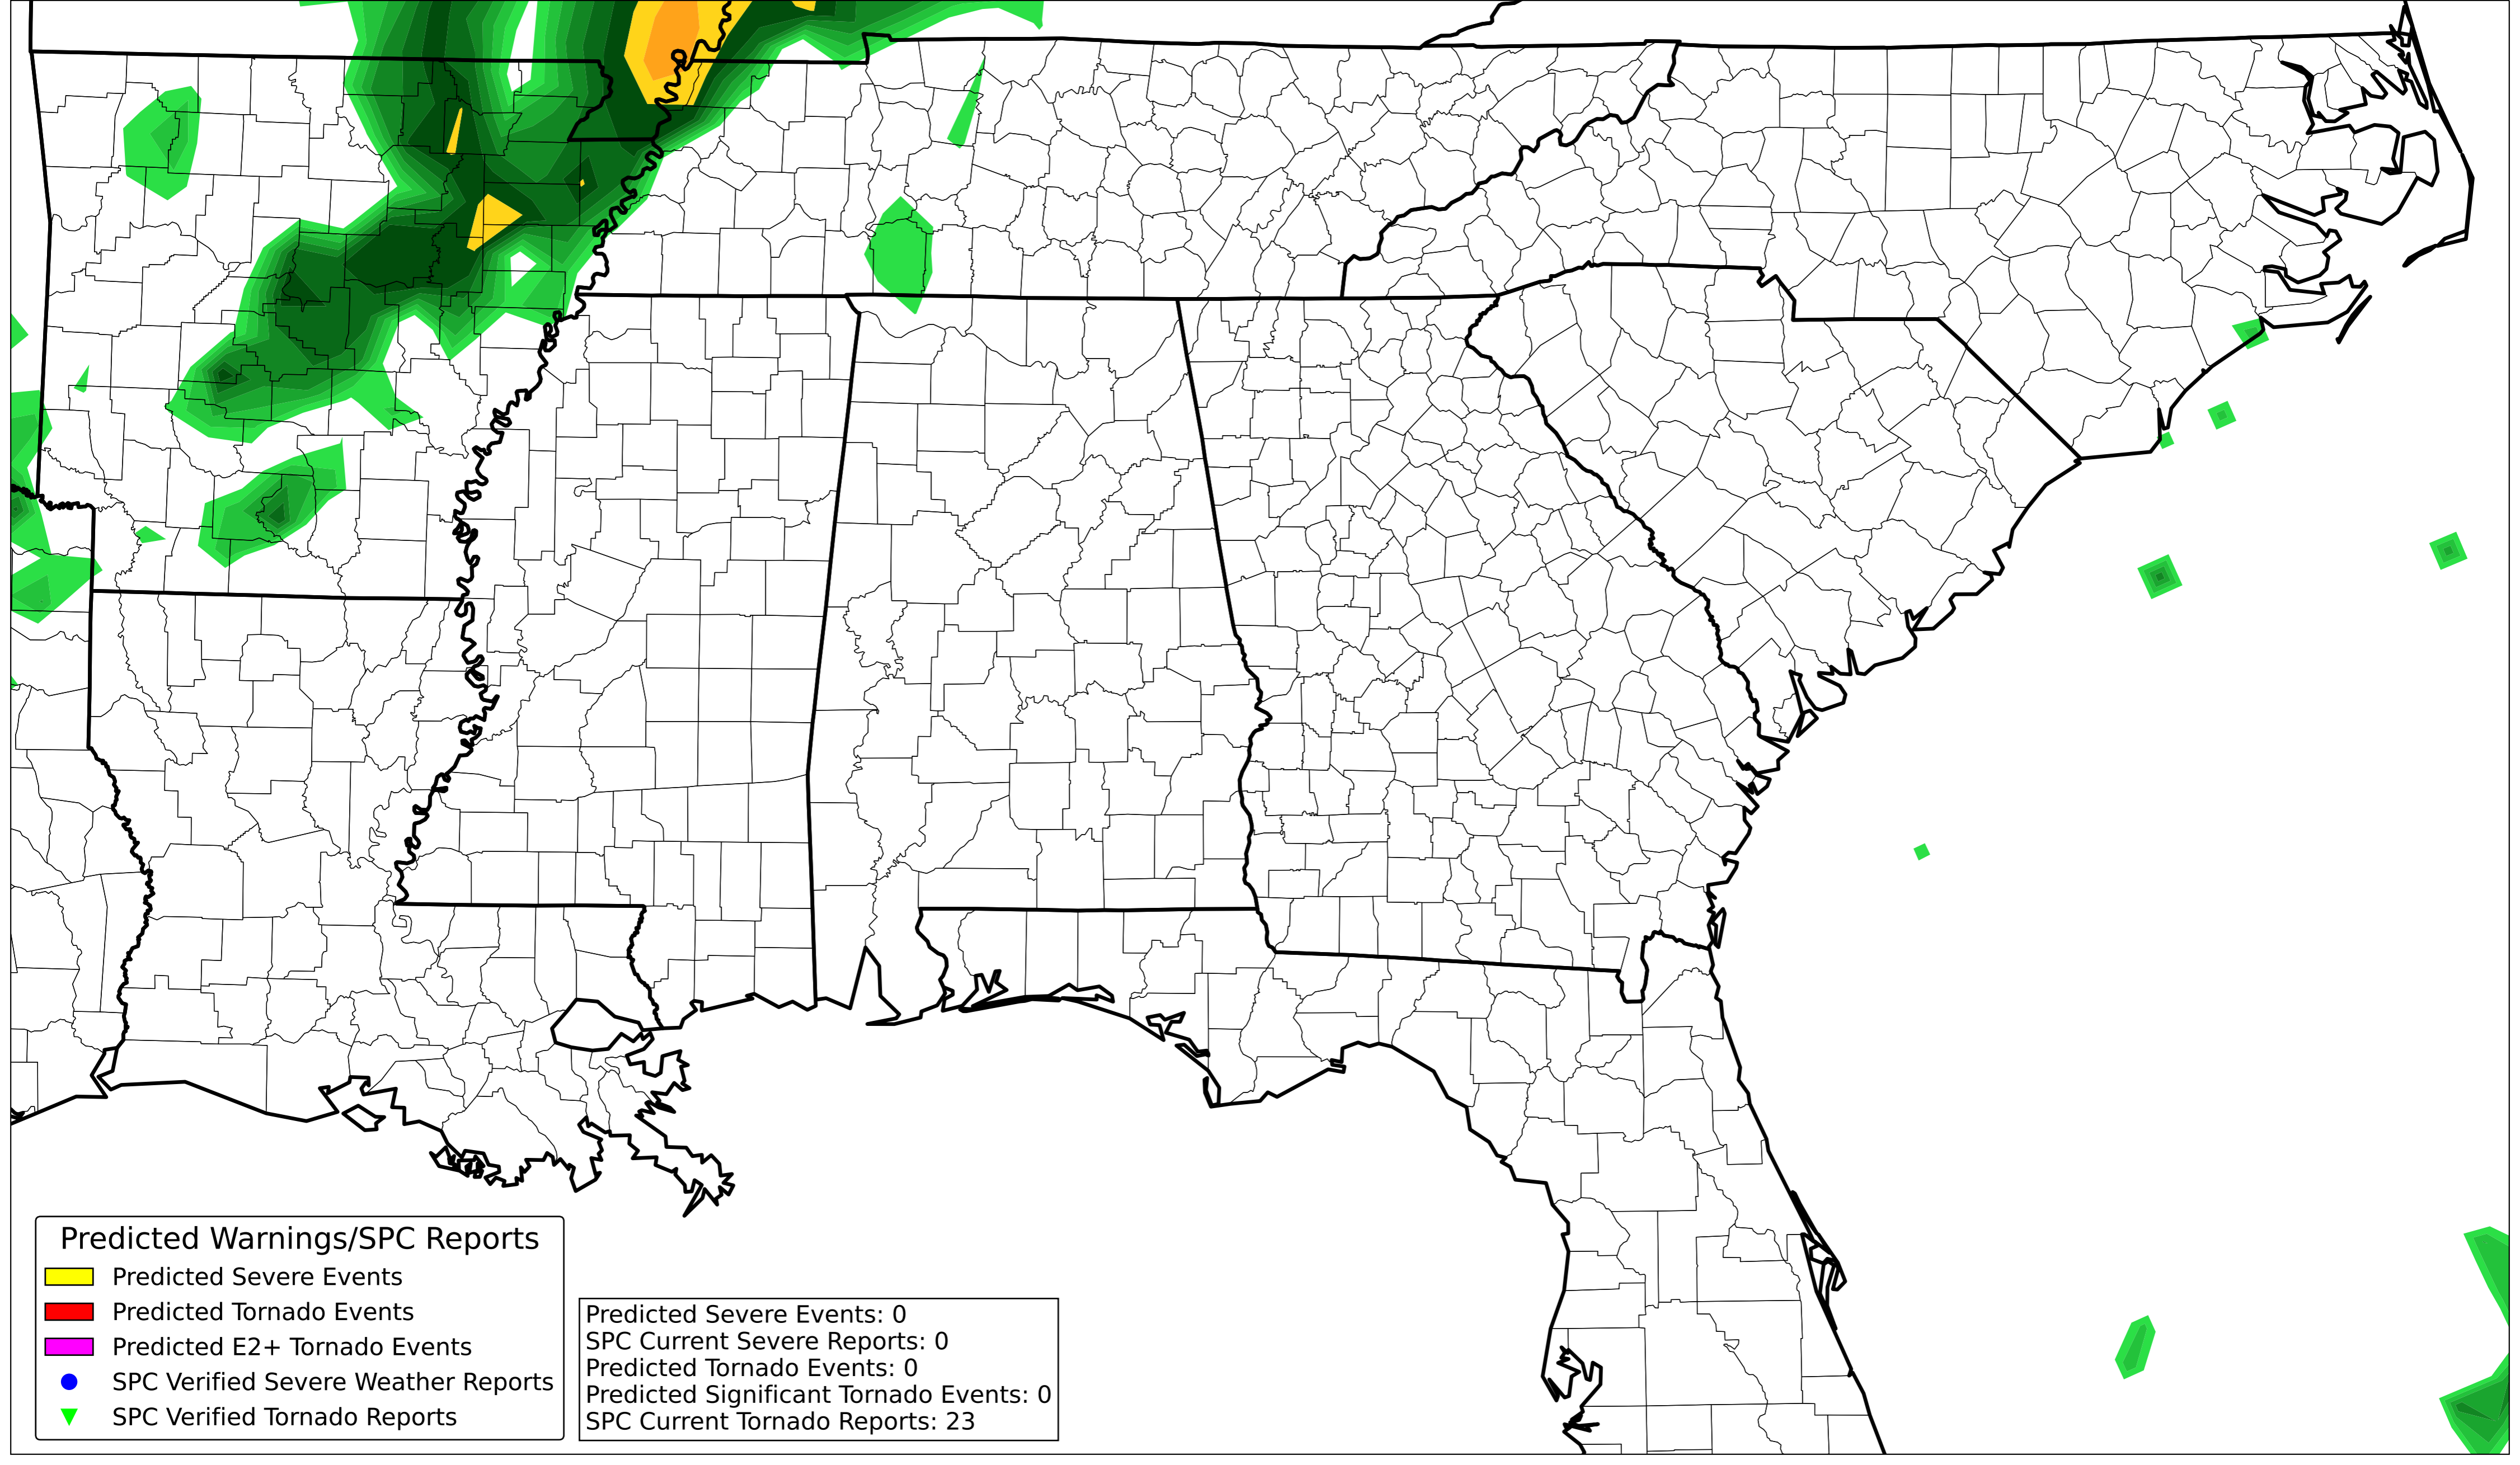 Predicted Warnings/SPC Reports
Predicted Severe Events
Predicted Tornado Events
Predicted E2+ Tornado Events
SPC Verified Severe Weather Reports
SPC Verified Tornado Reports
Predicted Severe Events: 0
SPC Current Severe Reports: 0
Predicted Tornado Events: 0
Predicted Significant Tornado Events: 0
SPC Current Tornado Reports: 23